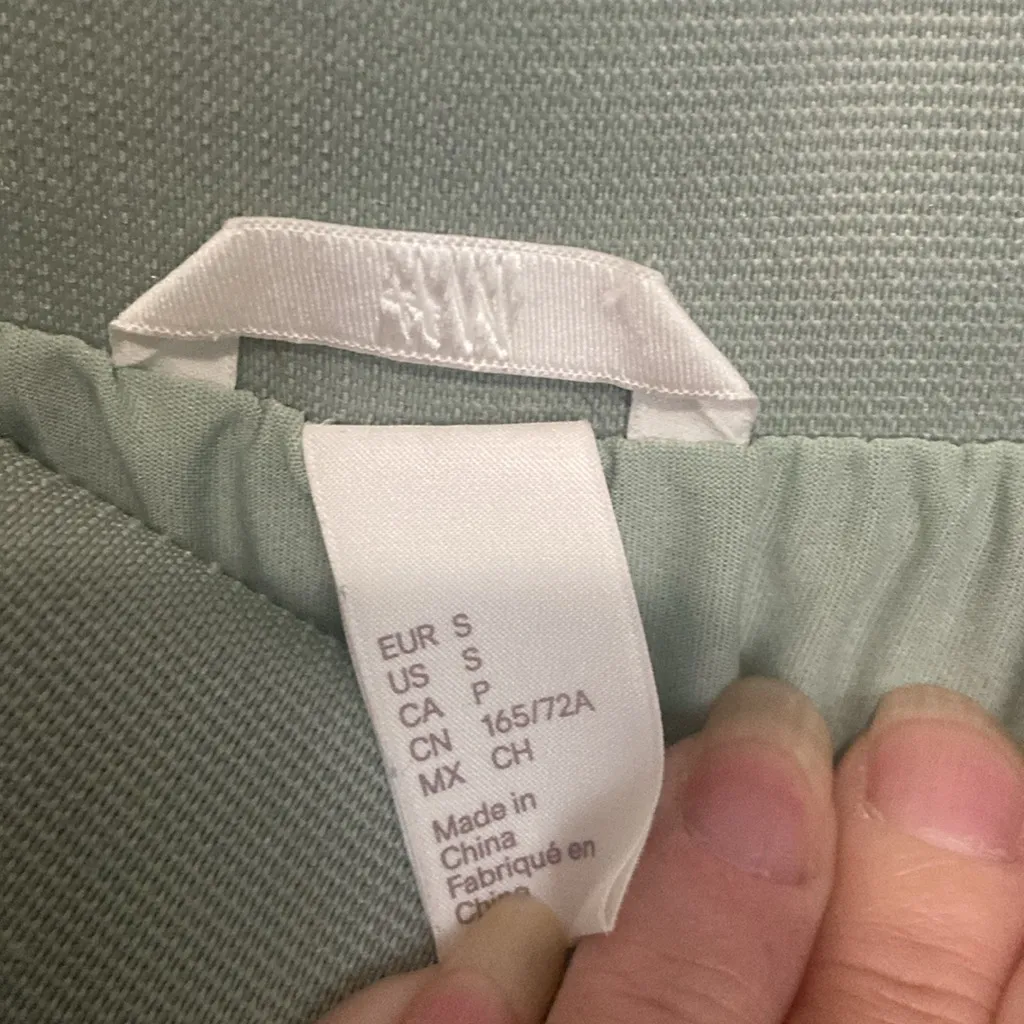 EUR S
US S
CA P
CN 165/72A
MX CH
Made in
China
Fabriqué en